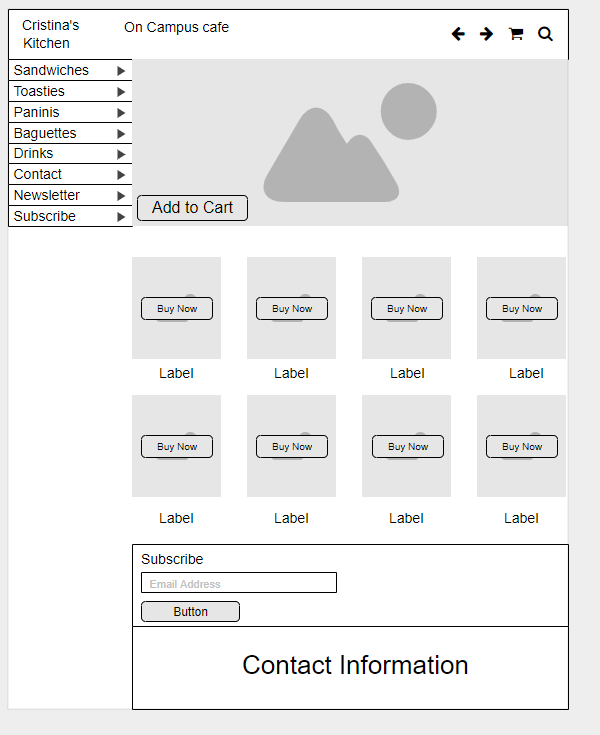 Cristina's
Kitchen
On Campus cafe
Sandwiches
Toasties
Paninis
Baguettes
Drinks
Contact
Newsletter
Subscribe
Add to Cart
Buy Now Buy Now Buy Now Buy Now
Label Label Label Label
Buy Now Buy Now Buy Now Buy Now
Label Label Label Label
Subscribe
Email Address
Button
Contact Information